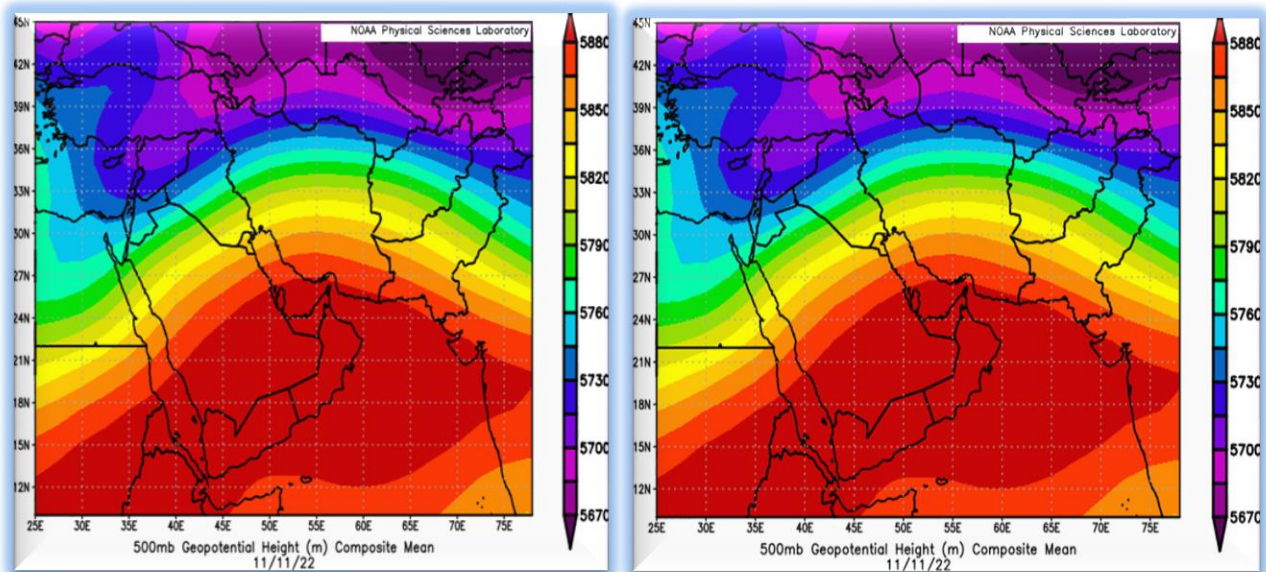 NOAA Physical Sciences Laboratory
45N
42N
39N
36N
33N
30N
27N
24N
21N
18N
15N
12N
25E 30E 35E 40E 45E 50E 55E 60E 65E 70E 75E
5880
5850
5820
5790
5760
5730
5700
5670
500mb Geopotential Height (m) Composite Mean
11/11/22
NOAA Physical Sciences Laboratory
45N
42N
39N
36N
33N
30N
27N
24N
21N
18N
15N
12N
25E 30E 35E 40E 45E 50E 55E 60E 65E 70E 75E
5880
5850
5820
5790
5760
5730
5700
5670
500mb Geopotential Height (m) Composite Mean
11/11/22